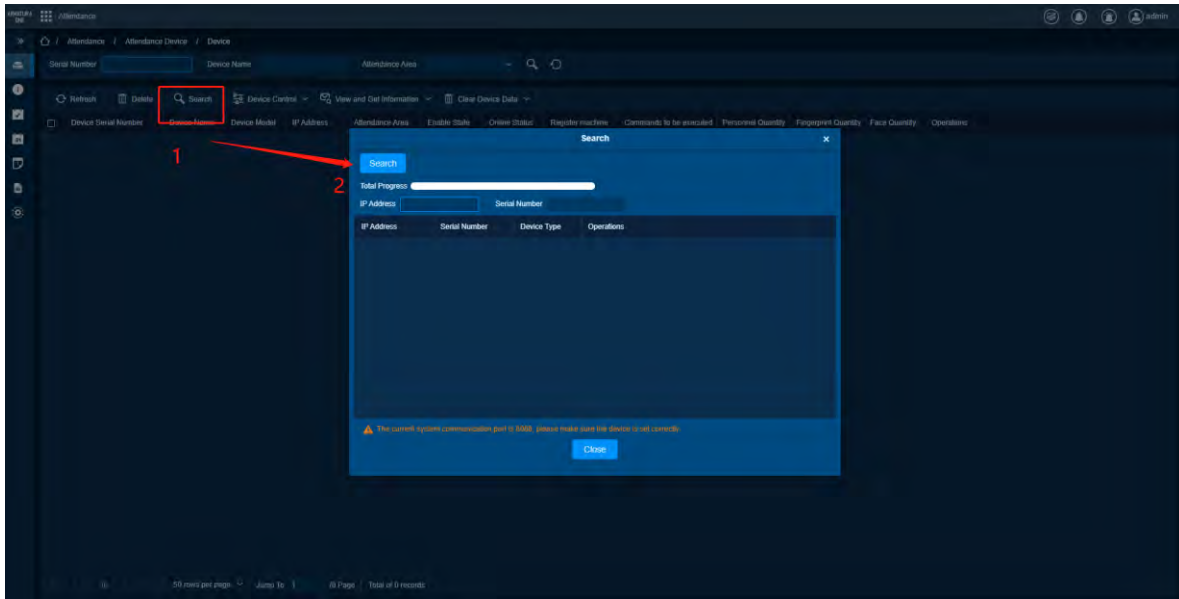 ARMATURA ONE Attendance admin
/ Attendance / Attendance Device / Device
Serial Number Device Name Attendance Area
Refresh Delete Search Device Control View and Get Information Clear Device Data
Device Serial Number Device Name Device Model IP Address Attendance Area Enable State Online Status Register machine Commands to be executed Personnel Quantity Fingerprint Quantity Face Quantity Operations
1
2
Search ×
Search
Total Progress
IP Address Serial Number
IP Address Serial Number Device Type Operations
The current system communication port is 8088, please make sure the device is set correctly.
Close
50 rows per page Jump To 1 /0 Page Total of 0 records